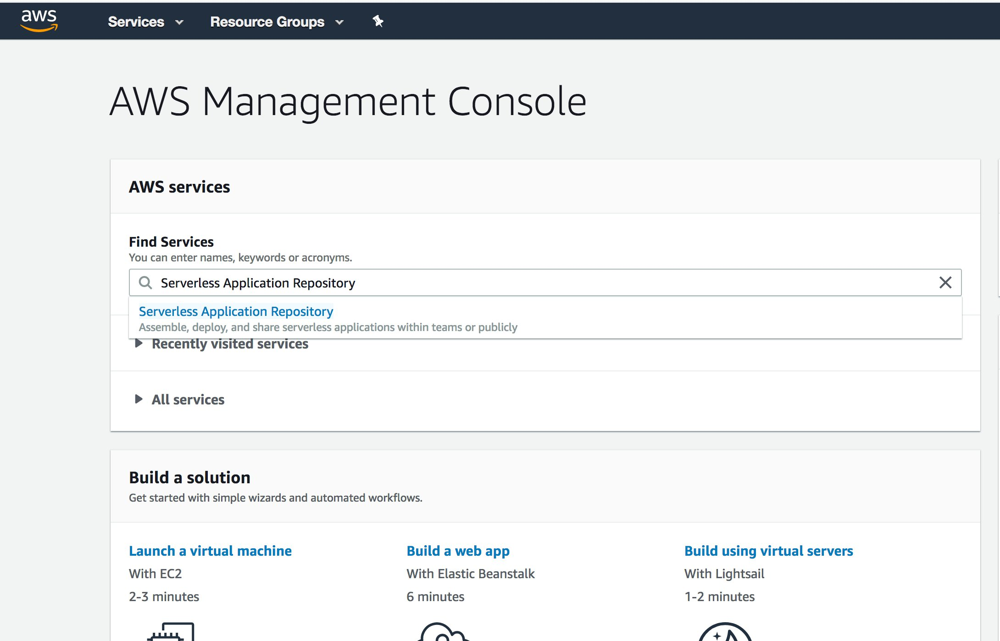 aws Services Resource Groups
AWS Management Console
AWS services
Find Services
You can enter names, keywords or acronyms.
Serverless Application Repository
Serverless Application Repository
Assemble, deploy, and share serverless applications within teams or publicly
Recently visited services
All services
Build a solution
Get started with simple wizards and automated workflows.
Launch a virtual machine
With EC2
2-3 minutes
Build a web app
With Elastic Beanstalk
6 minutes
Build using virtual servers
With Lightsail
1-2 minutes